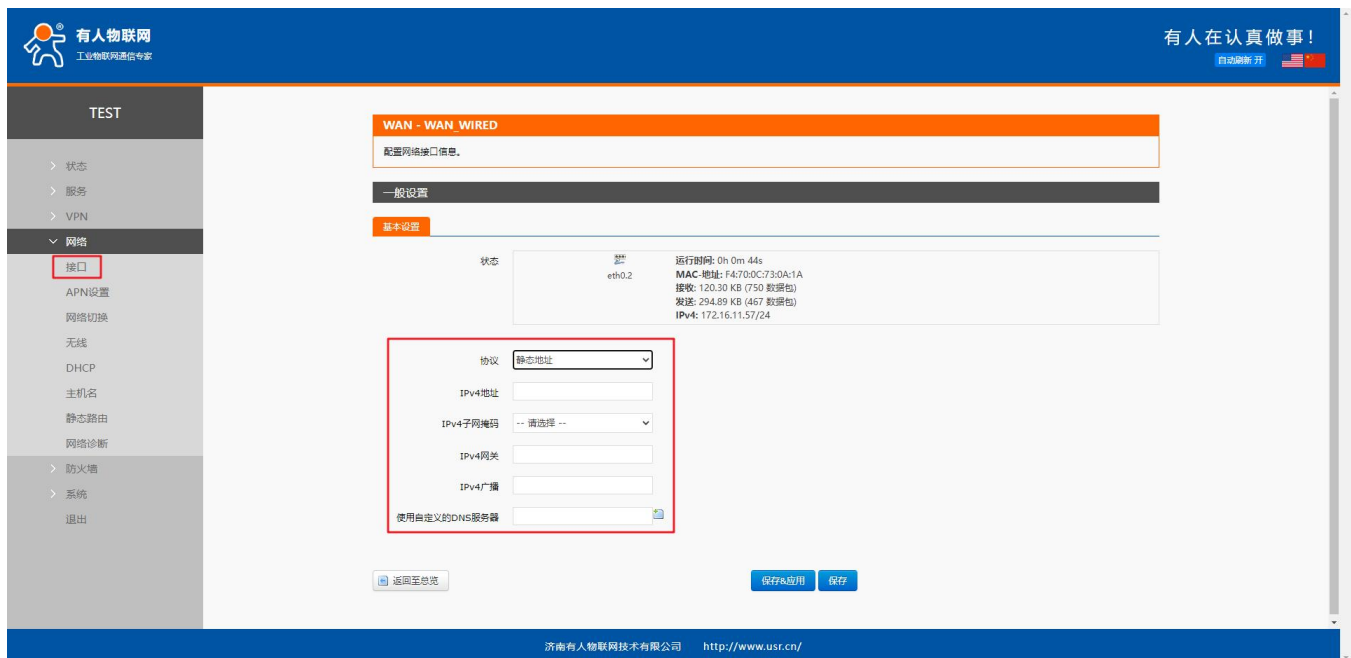 有人物联网
工业物联网通信专家
有人在认真做事！
自动刷新 开
TEST
状态
服务
VPN
网络
接口
APN设置
网络切换
无线
DHCP
主机名
静态路由
网络诊断
防火墙
系统
退出
WAN - WAN_WIRED
配置网络接口信息。
一般设置
基本设置
状态
eth0.2
运行时间: 0h 0m 44s
MAC-地址: F4:70:0C:73:0A:1A
接收: 120.30 KB (750 数据包)
发送: 294.89 KB (467 数据包)
IPv4: 172.16.11.57/24
协议 静态地址
IPv4地址
IPv4子网掩码 -- 请选择 --
IPv4网关
IPv4广播
使用自定义的DNS服务器
返回至总览 保存&应用 保存
济南有人物联网技术有限公司 http://www.usr.cn/